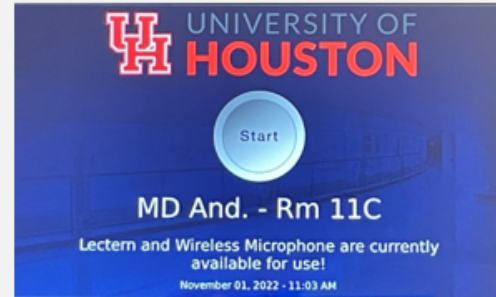 UH
UNIVERSITY OF
HOUSTON
Start
MD And. - Rm 11C
Lectern and Wireless Microphone are currently
available for use!
November 01, 2022 - 11:03 AM